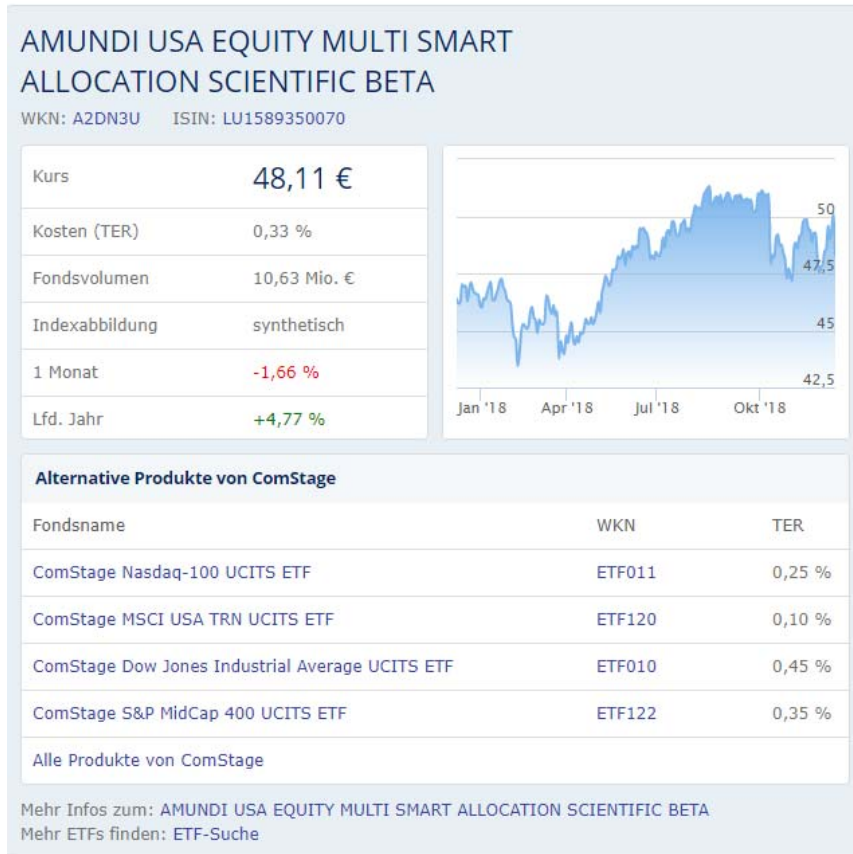 AMUNDI USA EQUITY MULTI SMART
ALLOCATION SCIENTIFIC BETA
WKN: A2DN3U ISIN: LU1589350070
Kurs 48,11 €
Kosten (TER) 0,33 %
Fondsvolumen 10,63 Mio. €
Indexabbildung synthetisch
1 Monat -1,66 %
Lfd. Jahr +4,77 %
50
47,5
45
42,5
Jan '18 Apr '18 Jul '18 Okt '18
Alternative Produkte von ComStage
Fondsname WKN TER
ComStage Nasdaq-100 UCITS ETF ETF011 0,25 %
ComStage MSCI USA TRN UCITS ETF ETF120 0,10 %
ComStage Dow Jones Industrial Average UCITS ETF ETF010 0,45 %
ComStage S&P MidCap 400 UCITS ETF ETF122 0,35 %
Alle Produkte von ComStage
Mehr Infos zum: AMUNDI USA EQUITY MULTI SMART ALLOCATION SCIENTIFIC BETA
Mehr ETFs finden: ETF-Suche